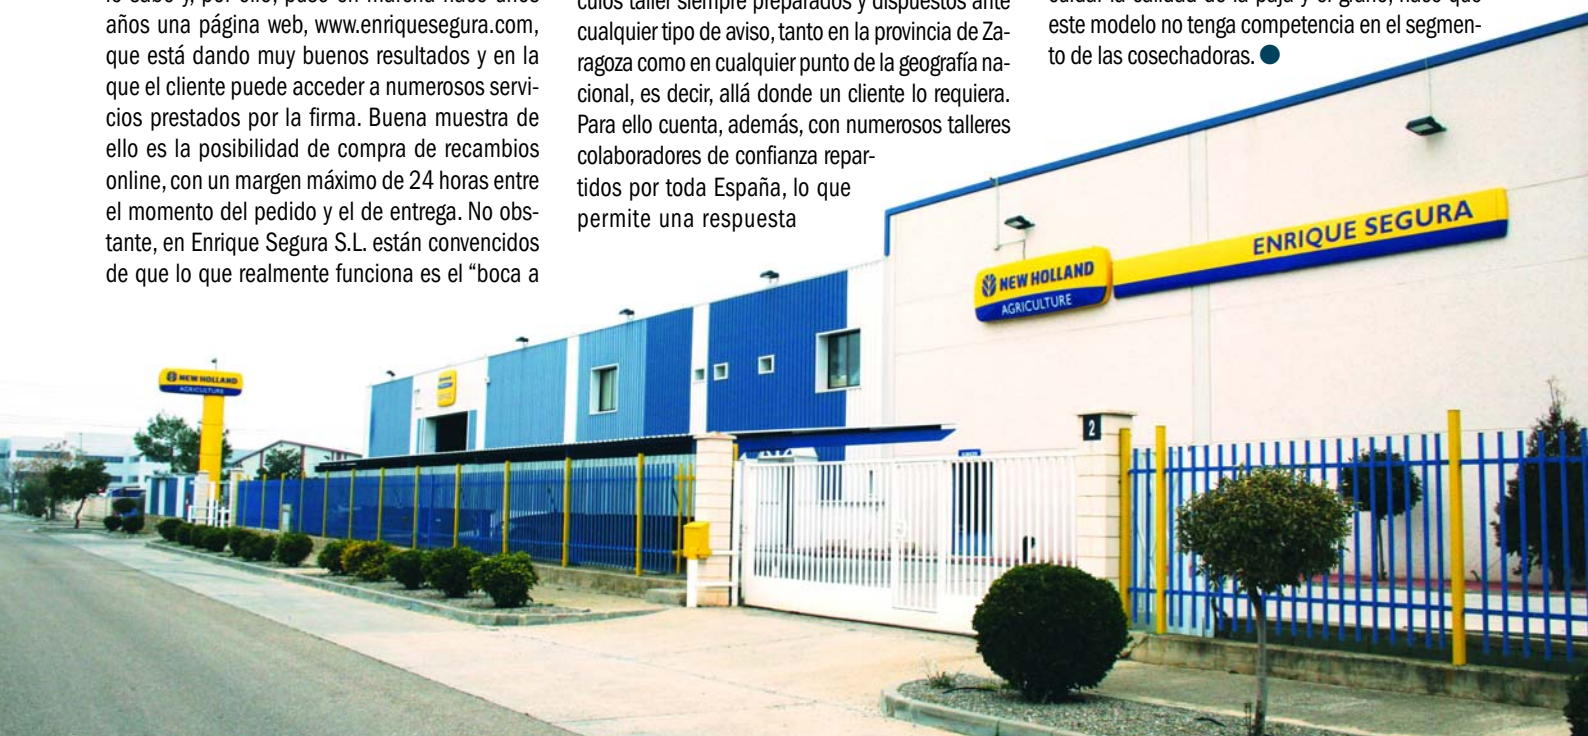 años una página web, www.enriquesegura.com,
que está dando muy buenos resultados y en la
que el cliente puede acceder a numerosos servi-
cios prestados por la firma. Buena muestra de
ello es la posibilidad de compra de recambios
online, con un margen máximo de 24 horas entre
el momento del pedido y el de entrega. No obs-
tante, en Enrique Segura S.L. están convencidos
de que lo que realmente funciona es el “boca a
culos taller siempre preparados y dispuestos ante
cualquier tipo de aviso, tanto en la provincia de Za-
ragoza como en cualquier punto de la geografía na-
cional, es decir, allá donde un cliente lo requiera.
Para ello cuenta, además, con numerosos talleres
colaboradores de confianza repar-
tidos por toda España, lo que
permite una respuesta
este modelo no tenga competencia en el segmen-
to de las cosechadoras.
ENRIQUE SEGURA
NEW HOLLAND
AGRICULTURE
NEW HOLLAND
AGRICULTURE
2